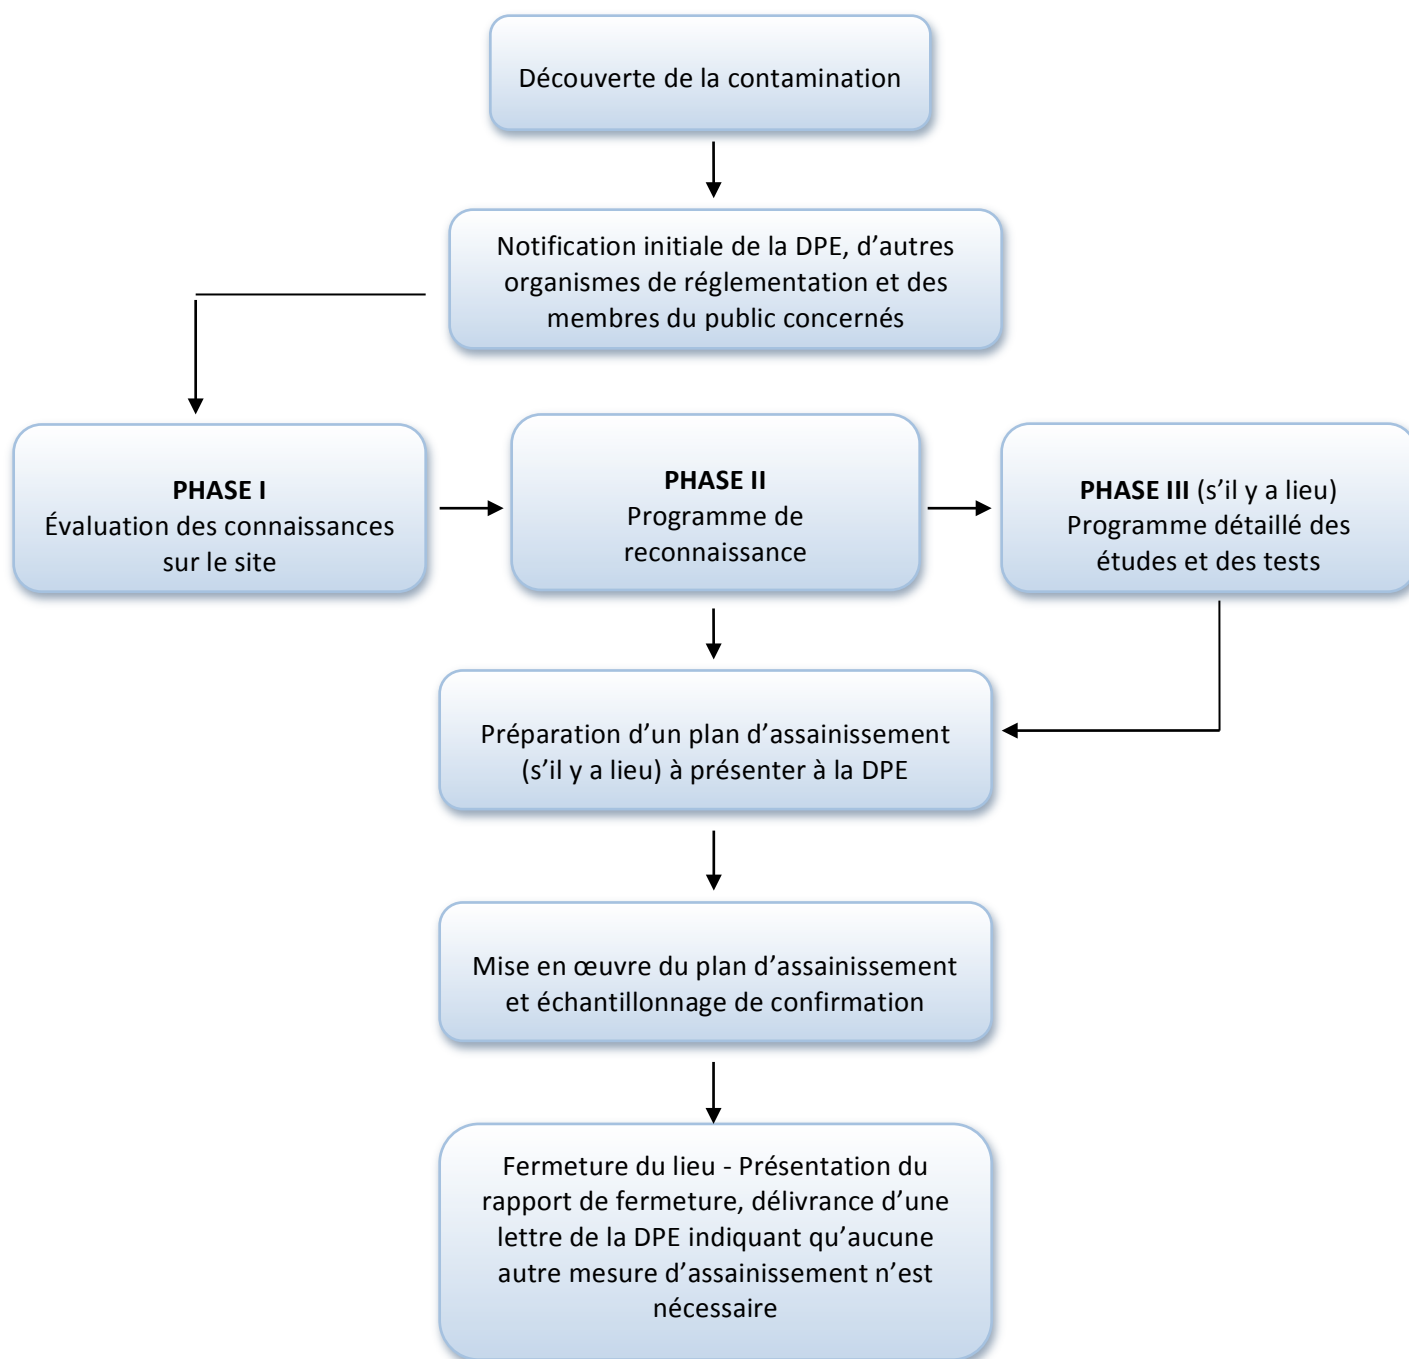 Découverte de la contamination
Notification initiale de la DPE, d’autres
organismes de réglementation et des
membres du public concernés
PHASE I
Évaluation des connaissances
sur le site
PHASE II
Programme de
reconnaissance
PHASE III (s’il y a lieu)
Programme détaillé des
études et des tests
Préparation d’un plan d’assainissement
(s’il y a lieu) à présenter à la DPE
Mise en œuvre du plan d’assainissement
et échantillonnage de confirmation
Fermeture du lieu - Présentation du
rapport de fermeture, délivrance d’une
lettre de la DPE indiquant qu’aucune
autre mesure d’assainissement n’est
nécessaire